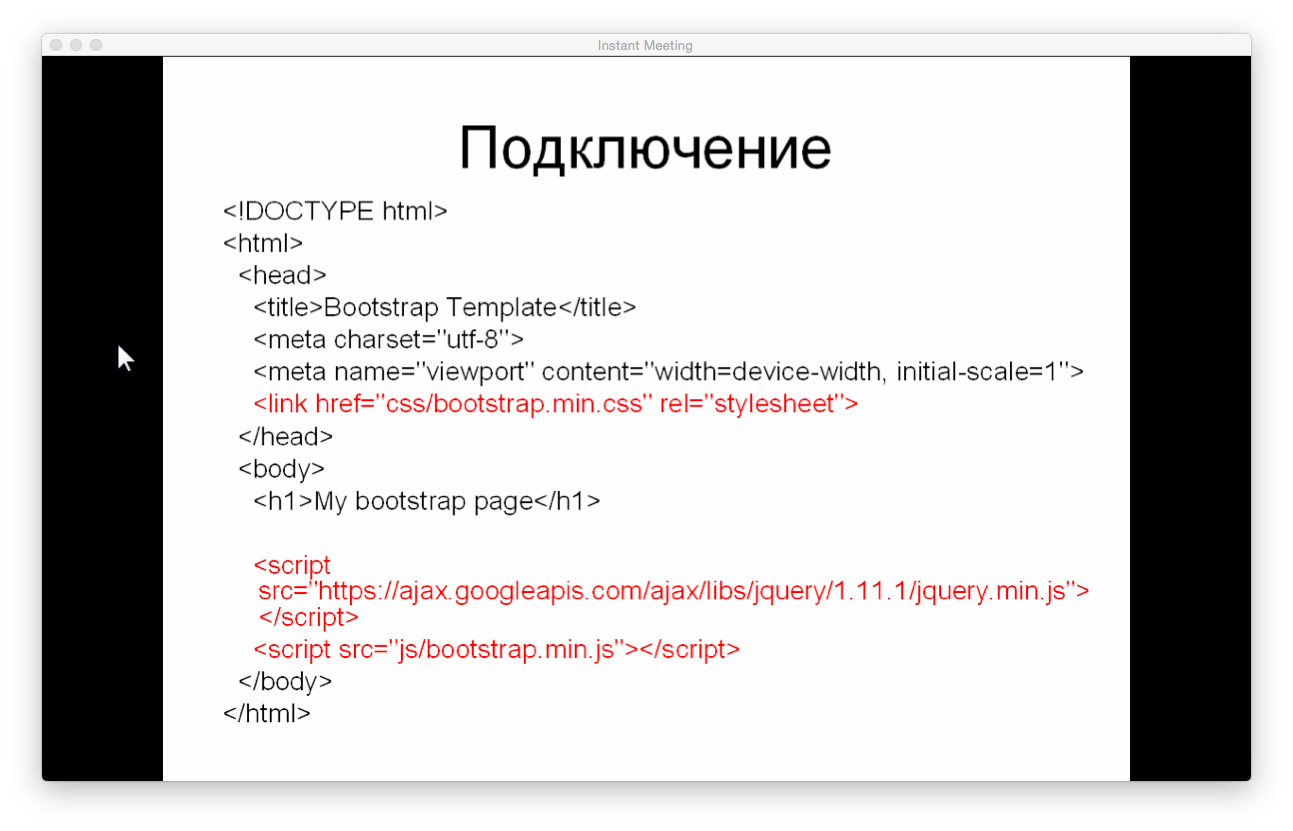 Instant Meeting
Подключение
<!DOCTYPE html>
<html>
<head>
<title>Bootstrap Template</title>
<meta charset="utf-8">
<meta name="viewport" content="width=device-width, initial-scale=1">
<link href="css/bootstrap.min.css" rel="stylesheet">
</head>
<body>
<h1>My bootstrap page</h1>
<script
src="https://ajax.googleapis.com/ajax/libs/jquery/1.11.1/jquery.min.js">
</script>
<script src="js/bootstrap.min.js"></script>
</body>
</html>